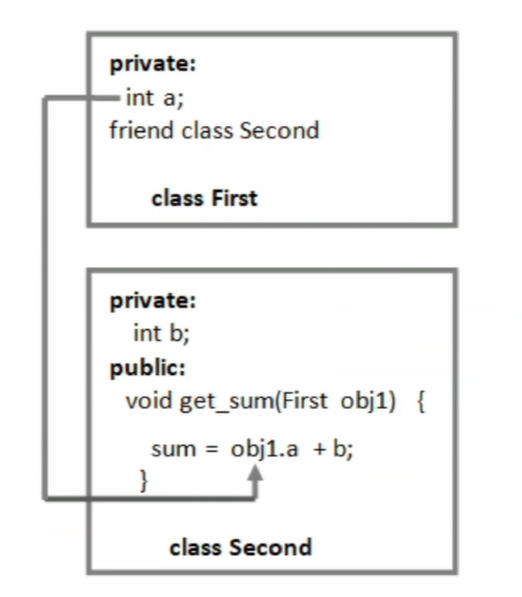 private:
int a;
friend class Second
class First
private:
int b;
public:
void get_sum(First obj1) {
sum = obj1.a + b;
}
class Second